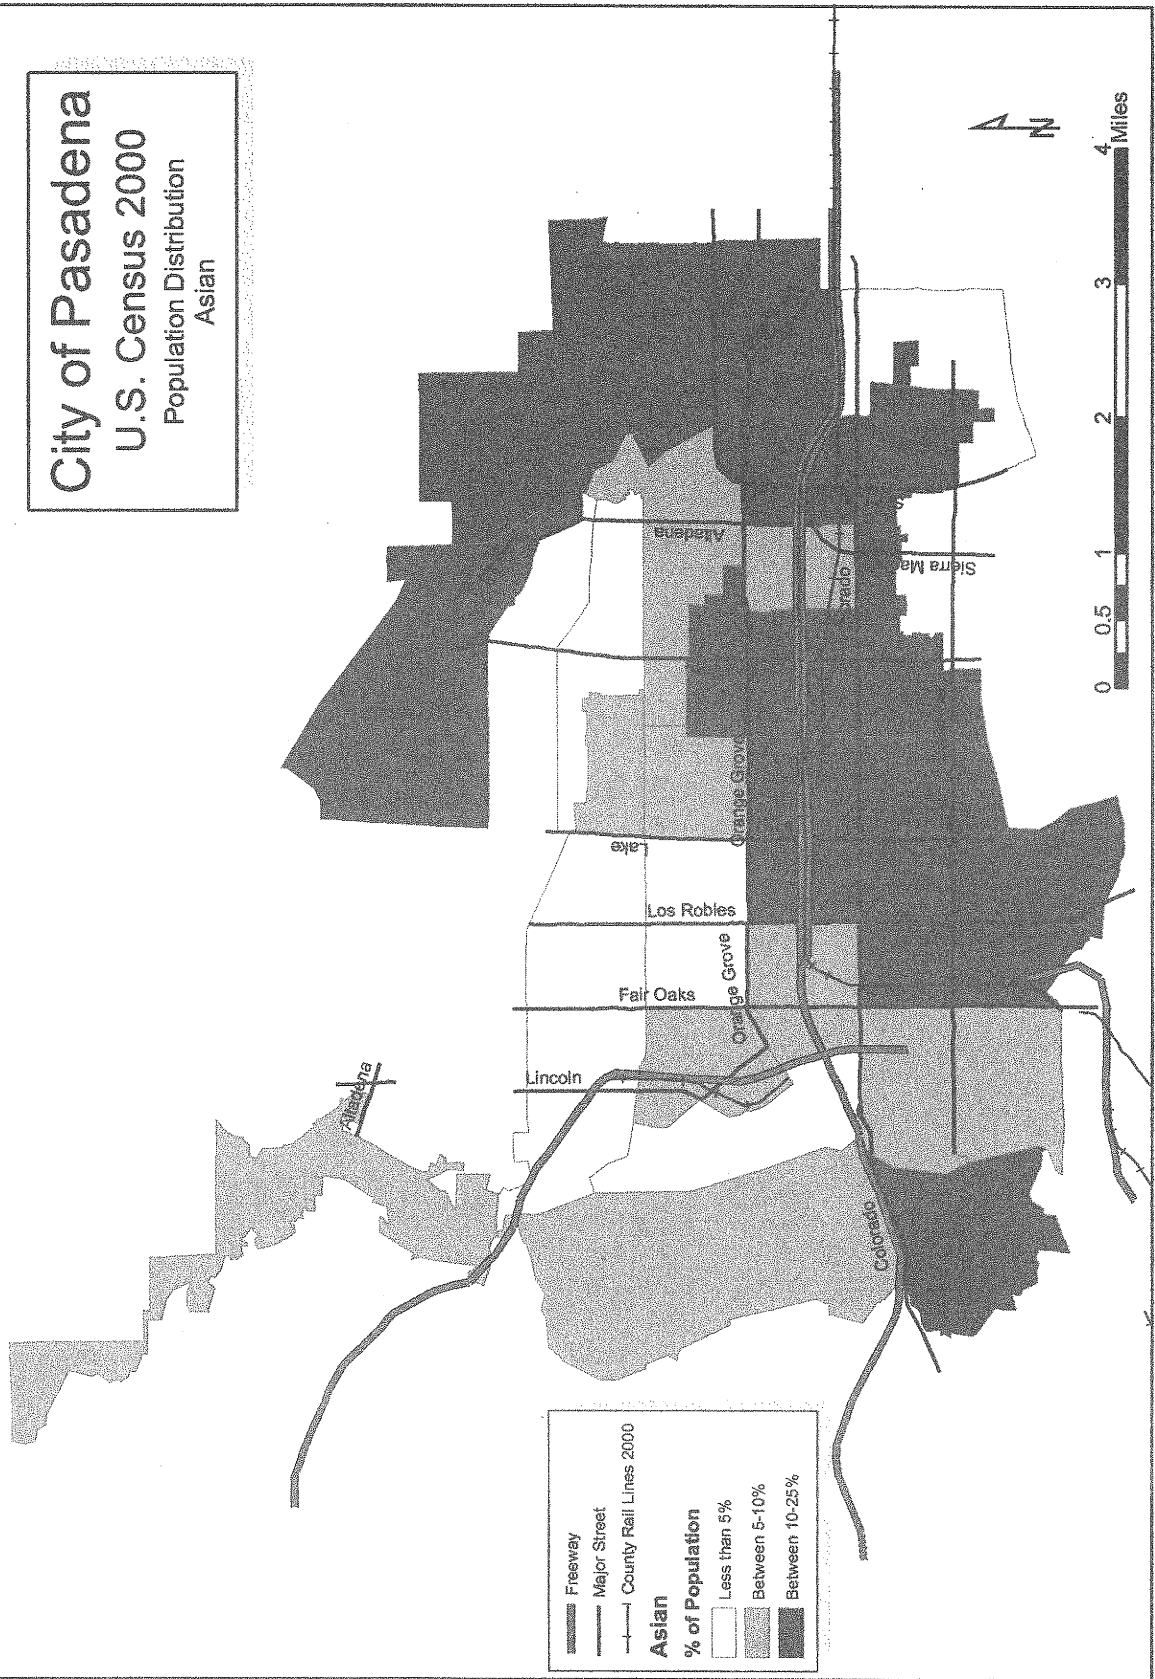 City of Pasadena
U.S. Census 2000
Population Distribution
Asian
Altadena
Lincoln
Fair Oaks
Los Robles
Lake
Orange Grove
Orange Grove
Altadena
Sierra Mad
orado
Colorado
N
0 0.5 1 2 3 4
Miles
Freeway
Major Street
County Rail Lines 2000
Asian
% of Population
Less than 5%
Between 5-10%
Between 10-25%